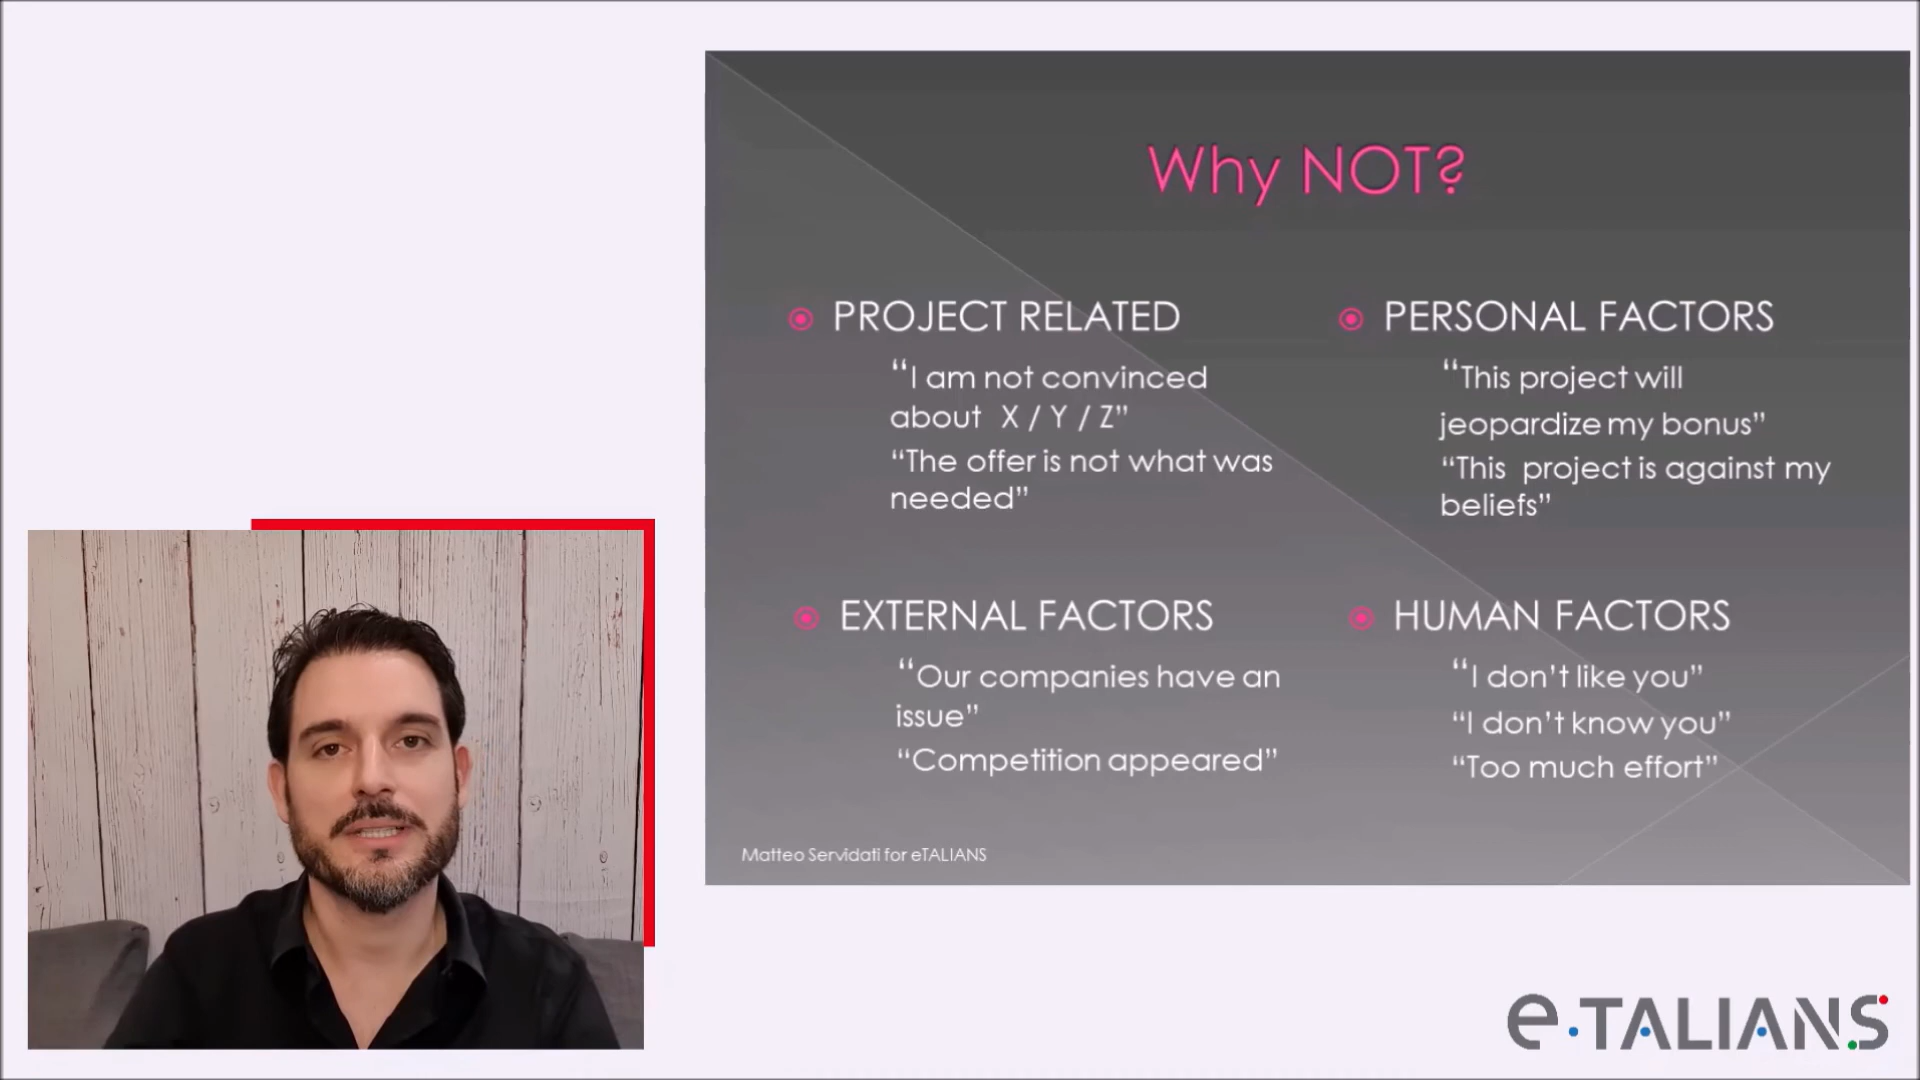 Why NOT?
PROJECT RELATED
“I am not convinced
about X / Y / Z”
“The offer is not what was
needed”
PERSONAL FACTORS
“This project will
jeopardize my bonus”
“This project is against my
beliefs”
EXTERNAL FACTORS
“Our companies have an
issue”
“Competition appeared”
HUMAN FACTORS
“I don’t like you”
“I don’t know you”
“Too much effort”
Matteo Servidati for eTALIANS
e.TALIANS